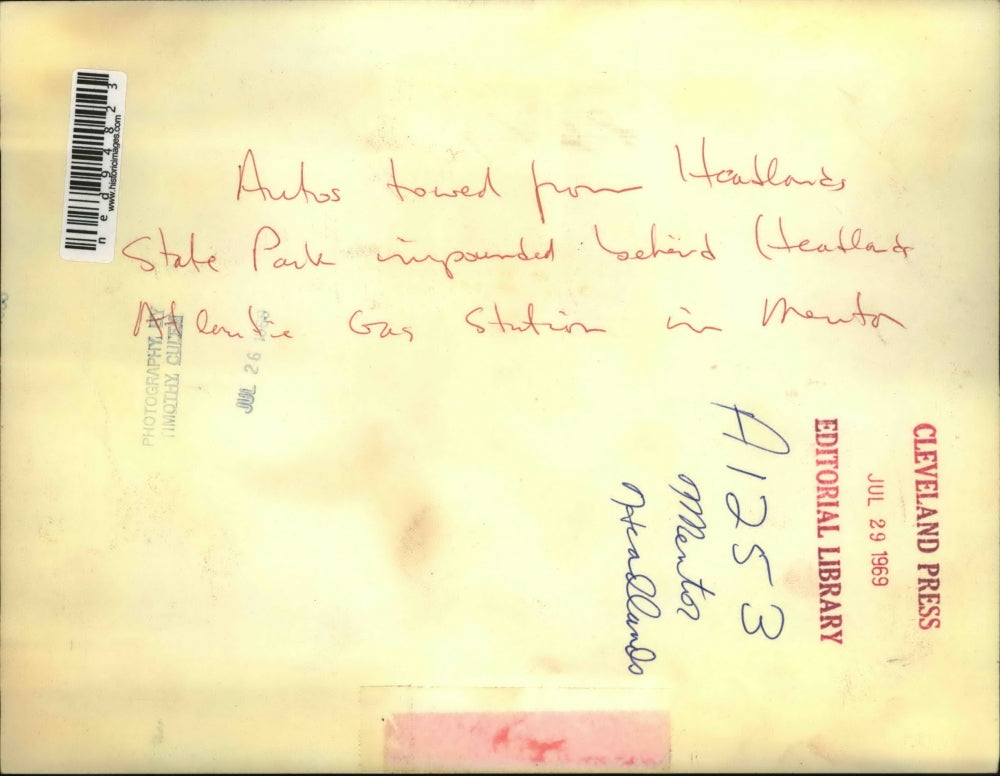 Autos towed from Headlands
State Park impounded behind Headlands
Atlantic Gas Station in Mentor
PHOTOGRAPHY BY
TIMOTHY
JUL 26
A1253
Mentor
Headlands
CLEVELAND PRESS
JUL 29 1969
EDITORIAL LIBRARY
ned94823
www.historicimages.com